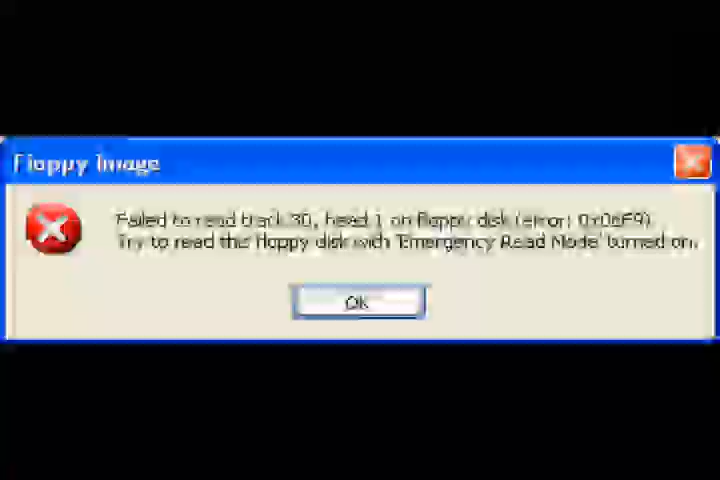 Floppy Image
Failed to read track 30, head 1 on floppy disk (error: 0x06F9).
Try to read the floppy disk with 'Emergency Read Mode' turned on.
OK